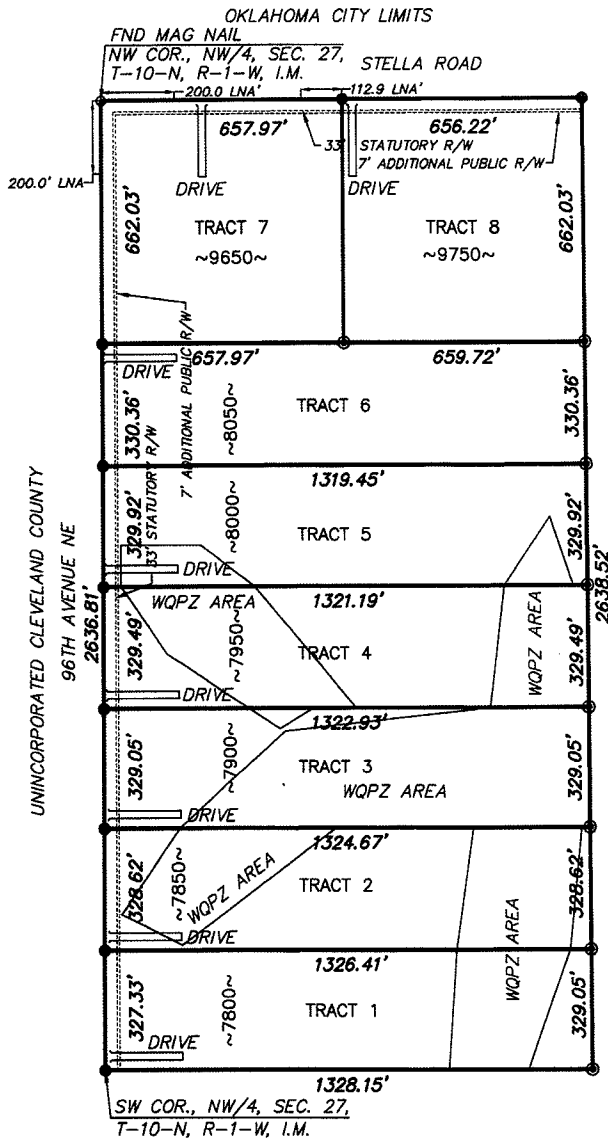 OKLAHOMA CITY LIMITS
FND MAG NAIL
NW COR., NW/4, SEC. 27,
T-10-N, R-1-W, I.M.
STELLA ROAD
200.0 LNA'
112.9 LNA'
657.97'
656.22'
33' STATUTORY R/W
7' ADDITIONAL PUBLIC R/W
200.0' LNA
DRIVE
DRIVE
662.03'
TRACT 7
~9650~
TRACT 8
~9750~
662.03'
7' ADDITIONAL PUBLIC R/W
657.97'
659.72'
DRIVE
330.36'
~8050~
TRACT 6
330.36'
1319.45'
33' STATUTORY R/W
329.92'
~8000~
TRACT 5
329.92'
DRIVE
1321.19'
WQPZ AREA
UNINCORPORATED CLEVELAND COUNTY
96TH AVENUE NE
2636.81'
2638.52'
329.49'
~7950~
TRACT 4
WQPZ AREA
329.49'
DRIVE
1322.93'
329.05'
~7900~
TRACT 3
WQPZ AREA
329.05'
DRIVE
1324.67'
328.62'
~7850~
WQPZ AREA
TRACT 2
328.62'
DRIVE
1326.41'
WQPZ AREA
327.33'
~7800~
TRACT 1
329.05'
DRIVE
1328.15'
SW COR., NW/4, SEC. 27,
T-10-N, R-1-W, I.M.